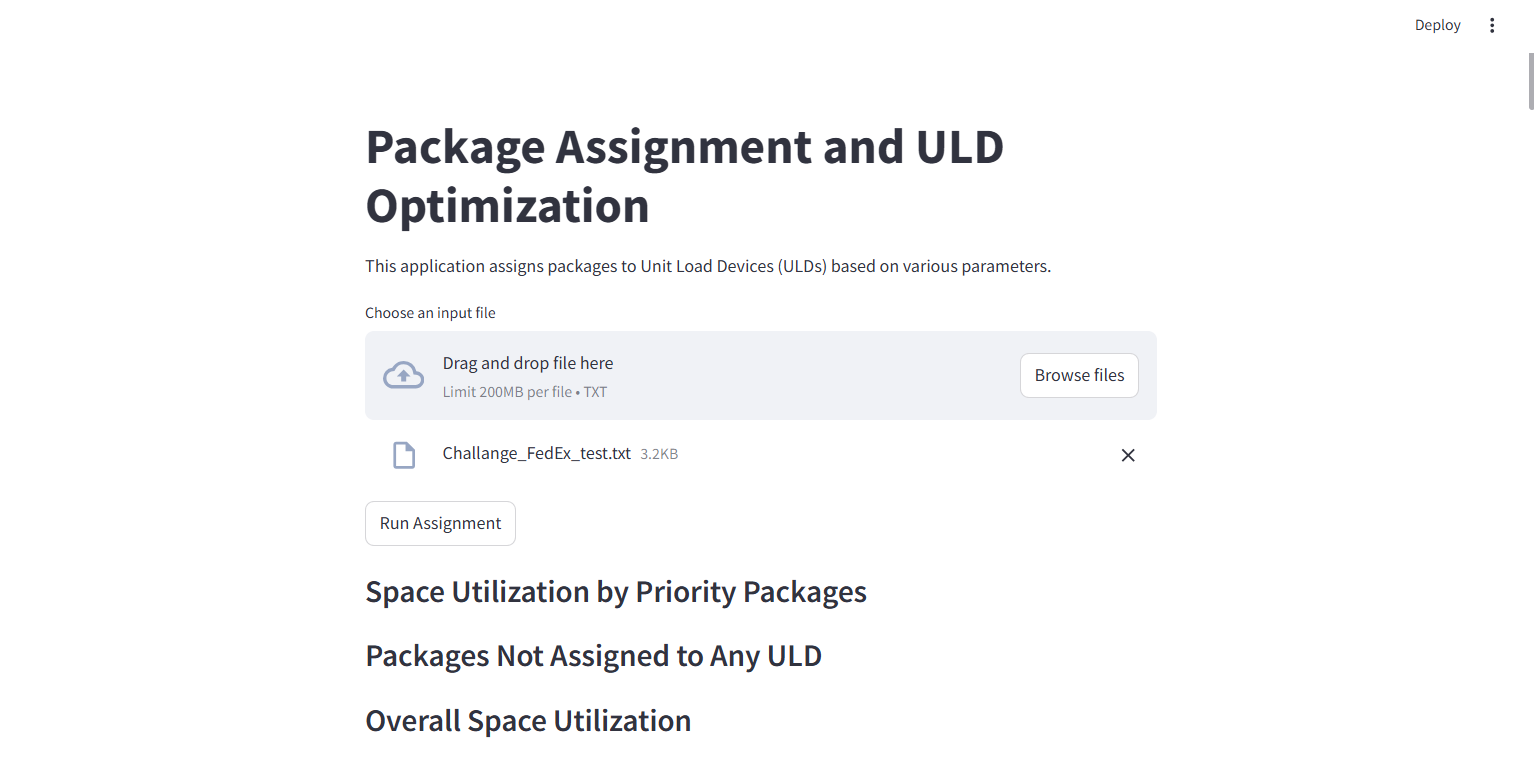 Deploy
Package Assignment and ULD
Optimization
This application assigns packages to Unit Load Devices (ULDs) based on various parameters.
Choose an input file
Drag and drop file here
Limit 200MB per file • TXT
Browse files
Challange_FedEx_test.txt 3.2KB
Run Assignment
Space Utilization by Priority Packages
Packages Not Assigned to Any ULD
Overall Space Utilization